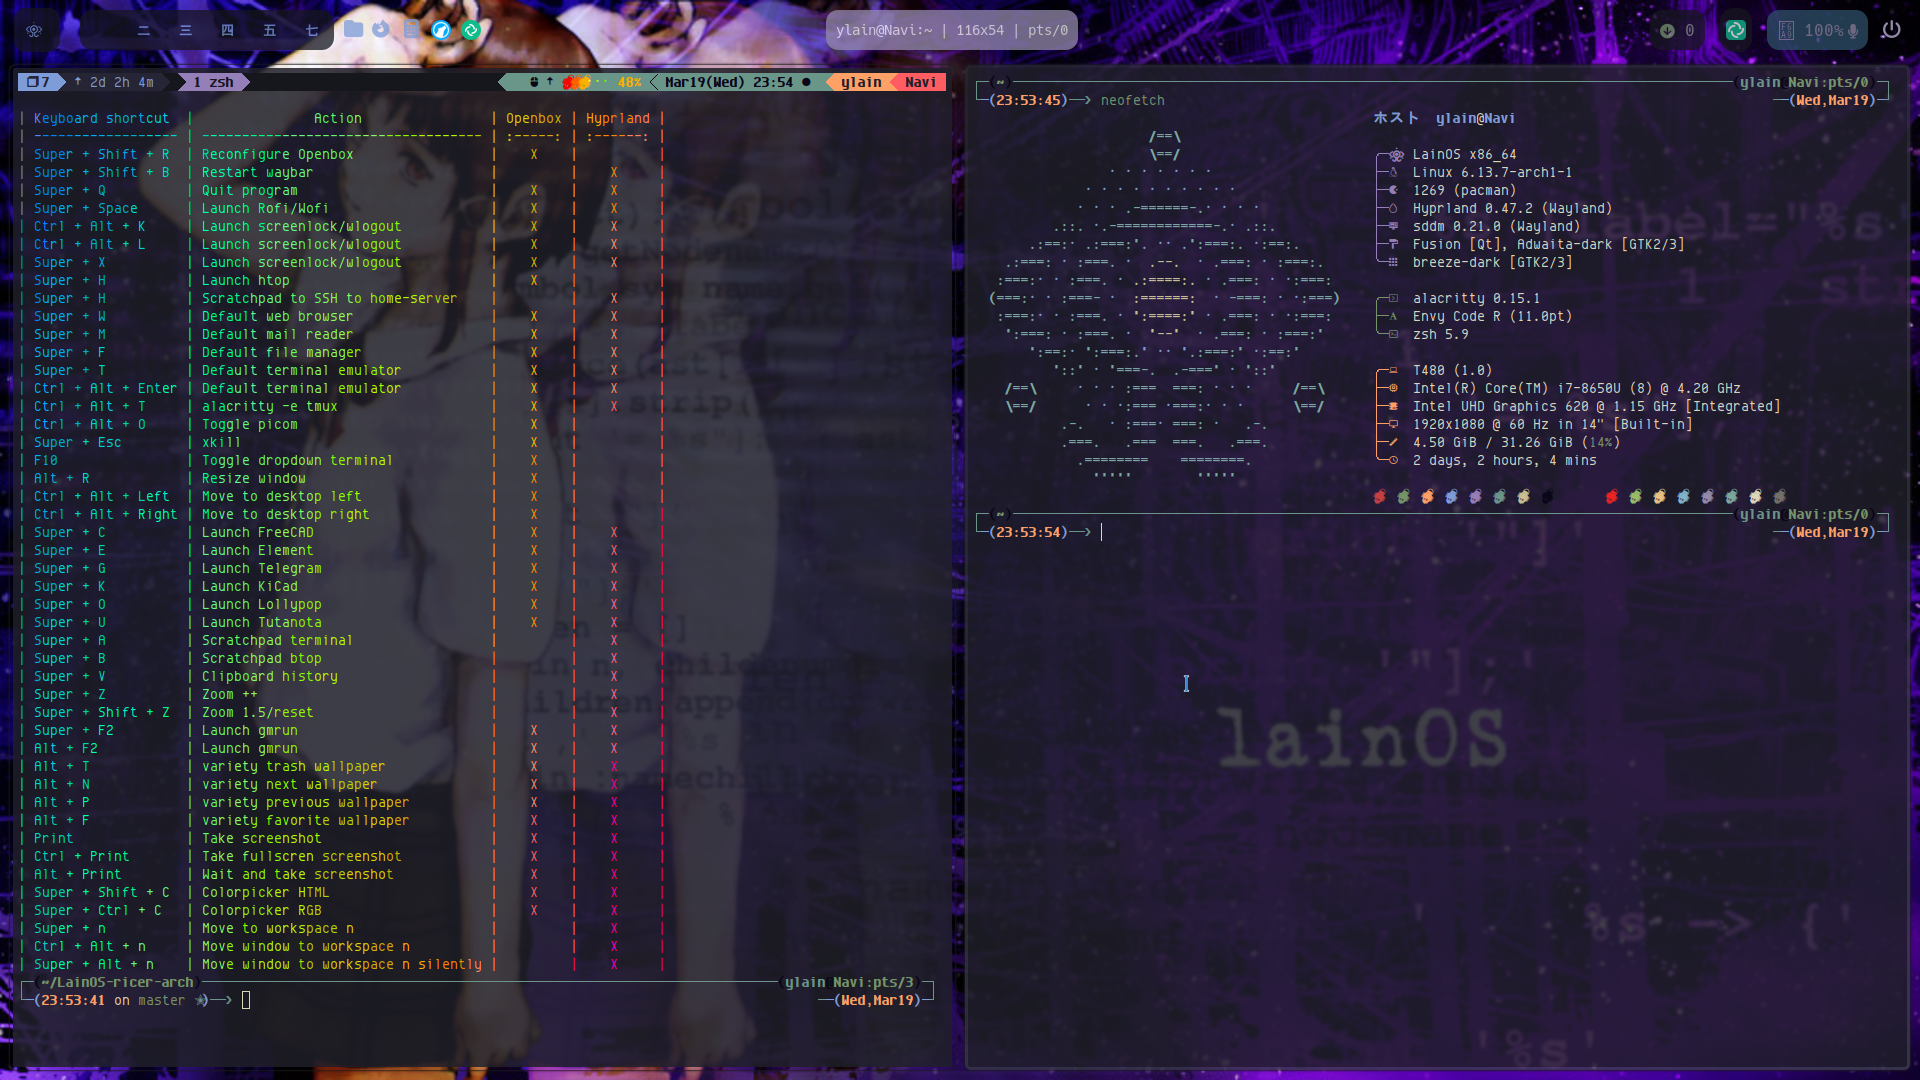 二 三 四 五 七
ylain@Navi:~ | 116x54 | pts/0
0
100%
7 ↑ 2d 2h 4m 1 zsh
↑ 48% Mar19(Wed) 23:54 ● ylain Navi
| Keyboard shortcut | Action | Openbox | Hyprland |
| ------------------ | ----------------------------------- | :-----: | :------: |
| Super + Shift + R | Reconfigure Openbox | X | |
| Super + Shift + B | Restart waybar | | X |
| Super + Q | Quit program | X | X |
| Super + Space | Launch Rofi/Wofi | X | X |
| Ctrl + Alt + K | Launch screenlock/wlogout | X | X |
| Ctrl + Alt + L | Launch screenlock/wlogout | X | X |
| Super + X | Launch screenlock/wlogout | X | X |
| Super + H | Launch htop | X | |
| Super + H | Scratchpad to SSH to home-server | | X |
| Super + W | Default web browser | X | X |
| Super + M | Default mail reader | X | X |
| Super + F | Default file manager | X | X |
| Super + T | Default terminal emulator | X | X |
| Ctrl + Alt + Enter | Default terminal emulator | X | X |
| Ctrl + Alt + T | alacritty -e tmux | X | X |
| Ctrl + Alt + O | Toggle picom | X | |
| Super + Esc | xkill | X | |
| F10 | Toggle dropdown terminal | X | |
| Alt + R | Resize window | X | |
| Ctrl + Alt + Left | Move to desktop left | X | |
| Ctrl + Alt + Right | Move to desktop right | X | |
| Super + C | Launch FreeCAD | X | X |
| Super + E | Launch Element | X | X |
| Super + G | Launch Telegram | X | X |
| Super + K | Launch KiCad | X | X |
| Super + O | Launch Lollypop | X | X |
| Super + U | Launch Tutanota | X | X |
| Super + A | Scratchpad terminal | | X |
| Super + B | Scratchpad btop | | X |
| Super + V | Clipboard history | | X |
| Super + Z | Zoom ++ | | X |
| Super + Shift + Z | Zoom 1.5/reset | | X |
| Super + F2 | Launch gmrun | X | X |
| Alt + F2 | Launch gmrun | X | X |
| Alt + T | variety trash wallpaper | X | X |
| Alt + N | variety next wallpaper | X | X |
| Alt + P | variety previous wallpaper | X | X |
| Alt + F | variety favorite wallpaper | X | X |
| Print | Take screenshot | X | X |
| Ctrl + Print | Take fullscren screenshot | X | X |
| Alt + Print | Wait and take screenshot | X | X |
| Super + Shift + C | Colorpicker HTML | X | X |
| Super + Ctrl + C | Colorpicker RGB | X | X |
| Super + n | Move to workspace n | | X |
| Ctrl + Alt + n | Move window to workspace n | | X |
| Super + Alt + n | Move window to workspace n silently | | X |
(~/LainOS-ricer-arch) ylain Navi:pts/3
(23:53:41 on master ✭)──> (Wed,Mar19)
(~) ylain Navi:pts/0
(23:53:45)──> neofetch (Wed,Mar19)
ホスト ylain@Navi
LainOS x86_64
Linux 6.13.7-arch1-1
1269 (pacman)
Hyprland 0.47.2 (Wayland)
sddm 0.21.0 (Wayland)
Fusion [Qt], Adwaita-dark [GTK2/3]
breeze-dark [GTK2/3]
alacritty 0.15.1
Envy Code R (11.0pt)
zsh 5.9
T480 (1.0)
Intel(R) Core(TM) i7-8650U (8) @ 4.20 GHz
Intel UHD Graphics 620 @ 1.15 GHz [Integrated]
1920x1080 @ 60 Hz in 14" [Built-in]
4.50 GiB / 31.26 GiB (14%)
2 days, 2 hours, 4 mins
(~) ylain Navi:pts/0
(23:53:54)──> (Wed,Mar19)
label="%s
'"]'
'"];'
lainOS
%s -> {'
'%s'